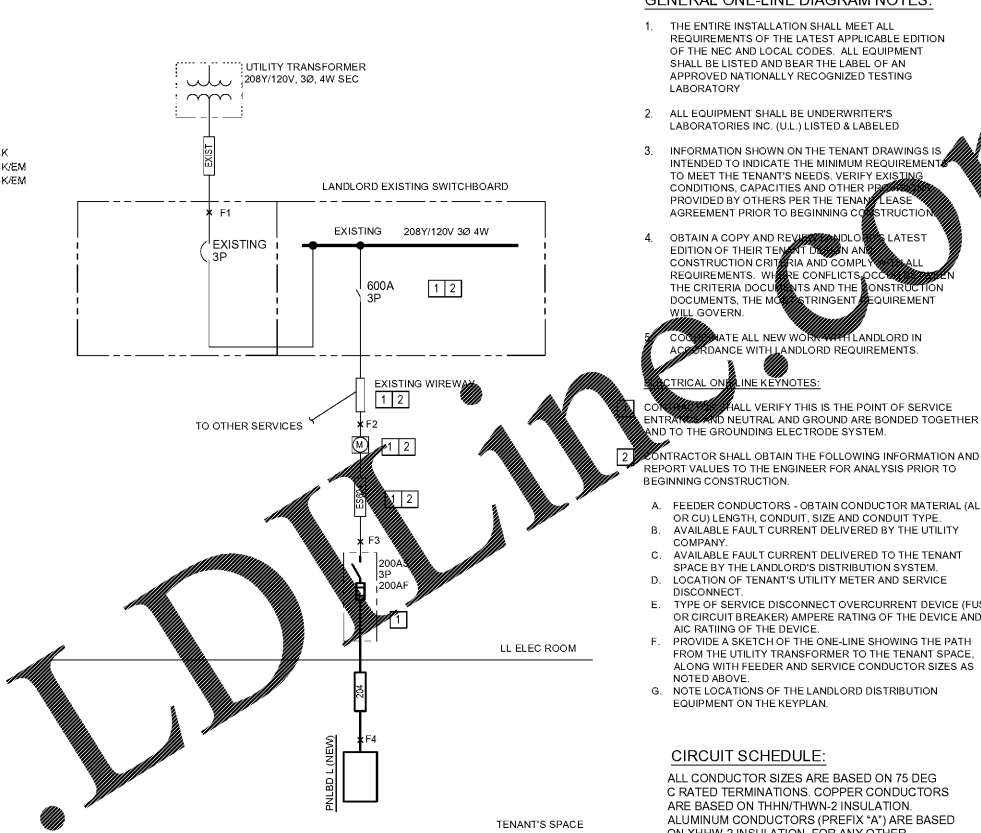 UTILITY TRANSFORMER
208Y/120V, 3Ø, 4W SEC
EXIST
K
K/EM
K/EM
LANDLORD EXISTING SWITCHBOARD
F1
EXISTING
3P
EXISTING 208Y/120V 3Ø 4W
600A
3P
1 2
EXISTING WIREWAY
1 2
TO OTHER SERVICES
F2
M
1 2
1 2
F3
200AS
3P
200AF
1
LL ELEC ROOM
204
F4
PNLBD L (NEW)
TENANT'S SPACE
GENERAL ONE-LINE DIAGRAM NOTES:
1. THE ENTIRE INSTALLATION SHALL MEET ALL
REQUIREMENTS OF THE LATEST APPLICABLE EDITION
OF THE NEC AND LOCAL CODES. ALL EQUIPMENT
SHALL BE LISTED AND BEAR THE LABEL OF AN
APPROVED NATIONALLY RECOGNIZED TESTING
LABORATORY
2. ALL EQUIPMENT SHALL BE UNDERWRITER'S
LABORATORIES INC. (U.L.) LISTED & LABELED
3. INFORMATION SHOWN ON THE TENANT DRAWINGS IS
INTENDED TO INDICATE THE MINIMUM REQUIREMENTS
TO MEET THE TENANT'S NEEDS. VERIFY EXISTING
CONDITIONS, CAPACITIES AND OTHER PROVISIONS
PROVIDED BY OTHERS PER THE TENANT LEASE
AGREEMENT PRIOR TO BEGINNING CONSTRUCTION.
4. OBTAIN A COPY AND REVIEW LANDLORD'S LATEST
EDITION OF THEIR TENANT DESIGN AND
CONSTRUCTION CRITERIA AND COMPLY WITH ALL
REQUIREMENTS. WHERE CONFLICTS OCCUR BETWEEN
THE CRITERIA DOCUMENTS AND THE CONSTRUCTION
DOCUMENTS, THE MOST STRINGENT REQUIREMENT
WILL GOVERN.
5. COORDINATE ALL NEW WORK WITH LANDLORD IN
ACCORDANCE WITH LANDLORD REQUIREMENTS.
ELECTRICAL ONE-LINE KEYNOTES:
1 CONTRACTOR SHALL VERIFY THIS IS THE POINT OF SERVICE
ENTRANCE AND NEUTRAL AND GROUND ARE BONDED TOGETHER
AND TO THE GROUNDING ELECTRODE SYSTEM.
2 CONTRACTOR SHALL OBTAIN THE FOLLOWING INFORMATION AND
REPORT VALUES TO THE ENGINEER FOR ANALYSIS PRIOR TO
BEGINNING CONSTRUCTION.
A. FEEDER CONDUCTORS - OBTAIN CONDUCTOR MATERIAL (AL
OR CU) LENGTH, CONDUIT, SIZE AND CONDUIT TYPE.
B. AVAILABLE FAULT CURRENT DELIVERED BY THE UTILITY
COMPANY.
C. AVAILABLE FAULT CURRENT DELIVERED TO THE TENANT
SPACE BY THE LANDLORD'S DISTRIBUTION SYSTEM.
D. LOCATION OF TENANT'S UTILITY METER AND SERVICE
DISCONNECT.
E. TYPE OF SERVICE DISCONNECT OVERCURRENT DEVICE (FUS
OR CIRCUIT BREAKER) AMPERE RATING OF THE DEVICE AND
AIC RATIING OF THE DEVICE.
F. PROVIDE A SKETCH OF THE ONE-LINE SHOWING THE PATH
FROM THE UTILITY TRANSFORMER TO THE TENANT SPACE,
ALONG WITH FEEDER AND SERVICE CONDUCTOR SIZES AS
NOTED ABOVE.
G. NOTE LOCATIONS OF THE LANDLORD DISTRIBUTION
EQUIPMENT ON THE KEYPLAN.
CIRCUIT SCHEDULE:
ALL CONDUCTOR SIZES ARE BASED ON 75 DEG
C RATED TERMINATIONS. COPPER CONDUCTORS
ARE BASED ON THHN/THWN-2 INSULATION.
ALUMINUM CONDUCTORS (PREFIX "A") ARE BASED
ON XHHW-2 INSULATION. FOR ANY OTHER
.LDILine.cor